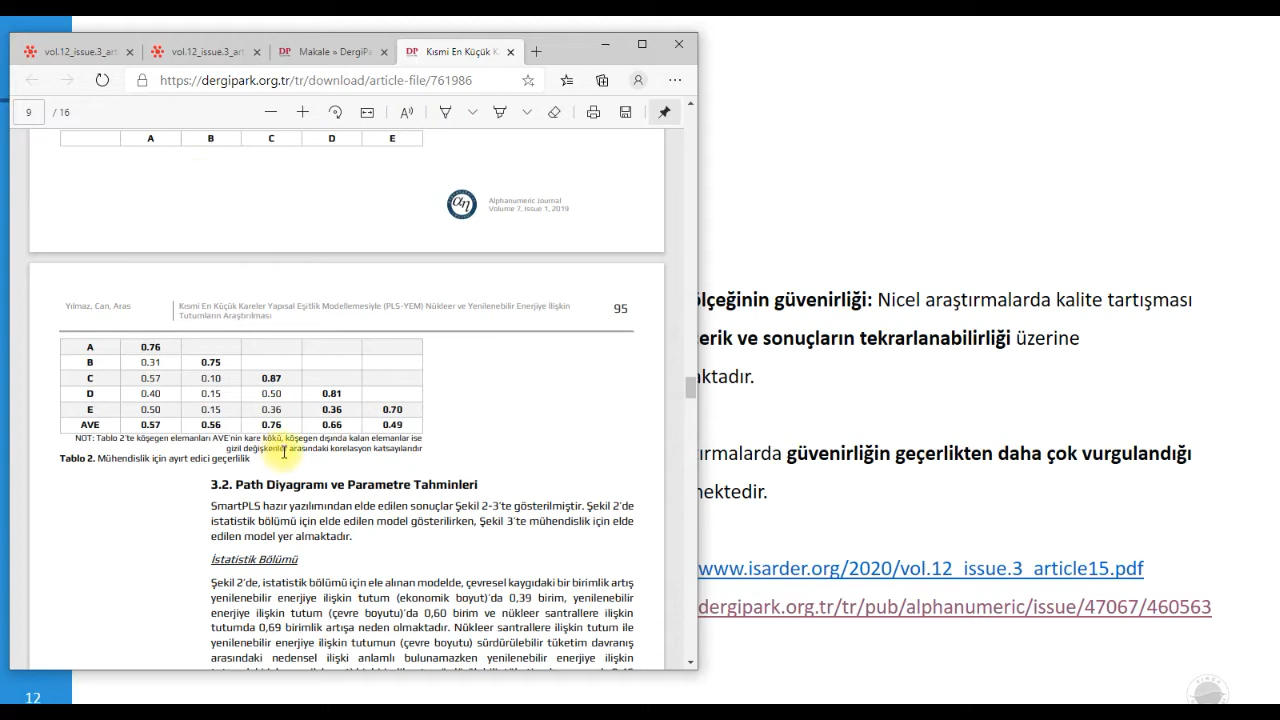 vol.12_issue.3_art
vol.12_issue.3_art
DP Makale » DergiPa
DP Kısmi En Küçük K
https://dergipark.org.tr/tr/download/article-file/761986
9 / 16
A B C D E
Alphanumeric Journal
Volume 7, Issue 1, 2019
Yılmaz, Can, Aras
Kısmi En Küçük Kareler Yapısal Eşitlik Modellemesiyle (PLS-YEM) Nükleer ve Yenilenebilir Enerjiye İlişkin
Tutumların Araştırılması
95
A 0.76
B 0.31 0.75
C 0.57 0.10 0.87
D 0.40 0.15 0.50 0.81
E 0.50 0.15 0.36 0.36 0.70
AVE 0.57 0.56 0.76 0.66 0.49
NOT: Tablo 2'te köşegen elemanları AVE'nin kare kökü, köşegen dışında kalan elemanlar ise
gizil değişkenler arasındaki korelasyon katsayılarıdır
Tablo 2. Mühendislik için ayırt edici geçerlilik
3.2. Path Diyagramı ve Parametre Tahminleri
SmartPLS hazır yazılımından elde edilen sonuçlar Şekil 2-3'te gösterilmiştir. Şekil 2'de
istatistik bölümü için elde edilen model gösterilirken, Şekil 3'te mühendislik için elde
edilen model yer almaktadır.
İstatistik Bölümü
Şekil 2'de, istatistik bölümü için ele alınan modelde, çevresel kaygıdaki bir birimlik artış
yenilenebilir enerjiye ilişkin tutum (ekonomik boyut)'da 0,39 birim, yenilenebilir
enerjiye ilişkin tutum (çevre boyutu)'da 0,60 birim ve nükleer santrallere ilişkin
tutumda 0,69 birimlik artışa neden olmaktadır. Nükleer santrallere ilişkin tutum ile
yenilenebilir enerjiye ilişkin tutumun (çevre boyutu) sürdürülebilir tüketim davranış
arasındaki nedensel ilişki anlamlı bulunamazken yenilenebilir enerjiye ilişkin
ölçeğinin güvenirliği: Nicel araştırmalarda kalite tartışması
erik ve sonuçların tekrarlanabilirliği üzerine
aktadır.
tırmalarda güvenirliğin geçerlikten daha çok vurgulandığı
mektedir.
www.isarder.org/2020/vol.12_issue.3_article15.pdf
dergipark.org.tr/tr/pub/alphanumeric/issue/47067/460563
12